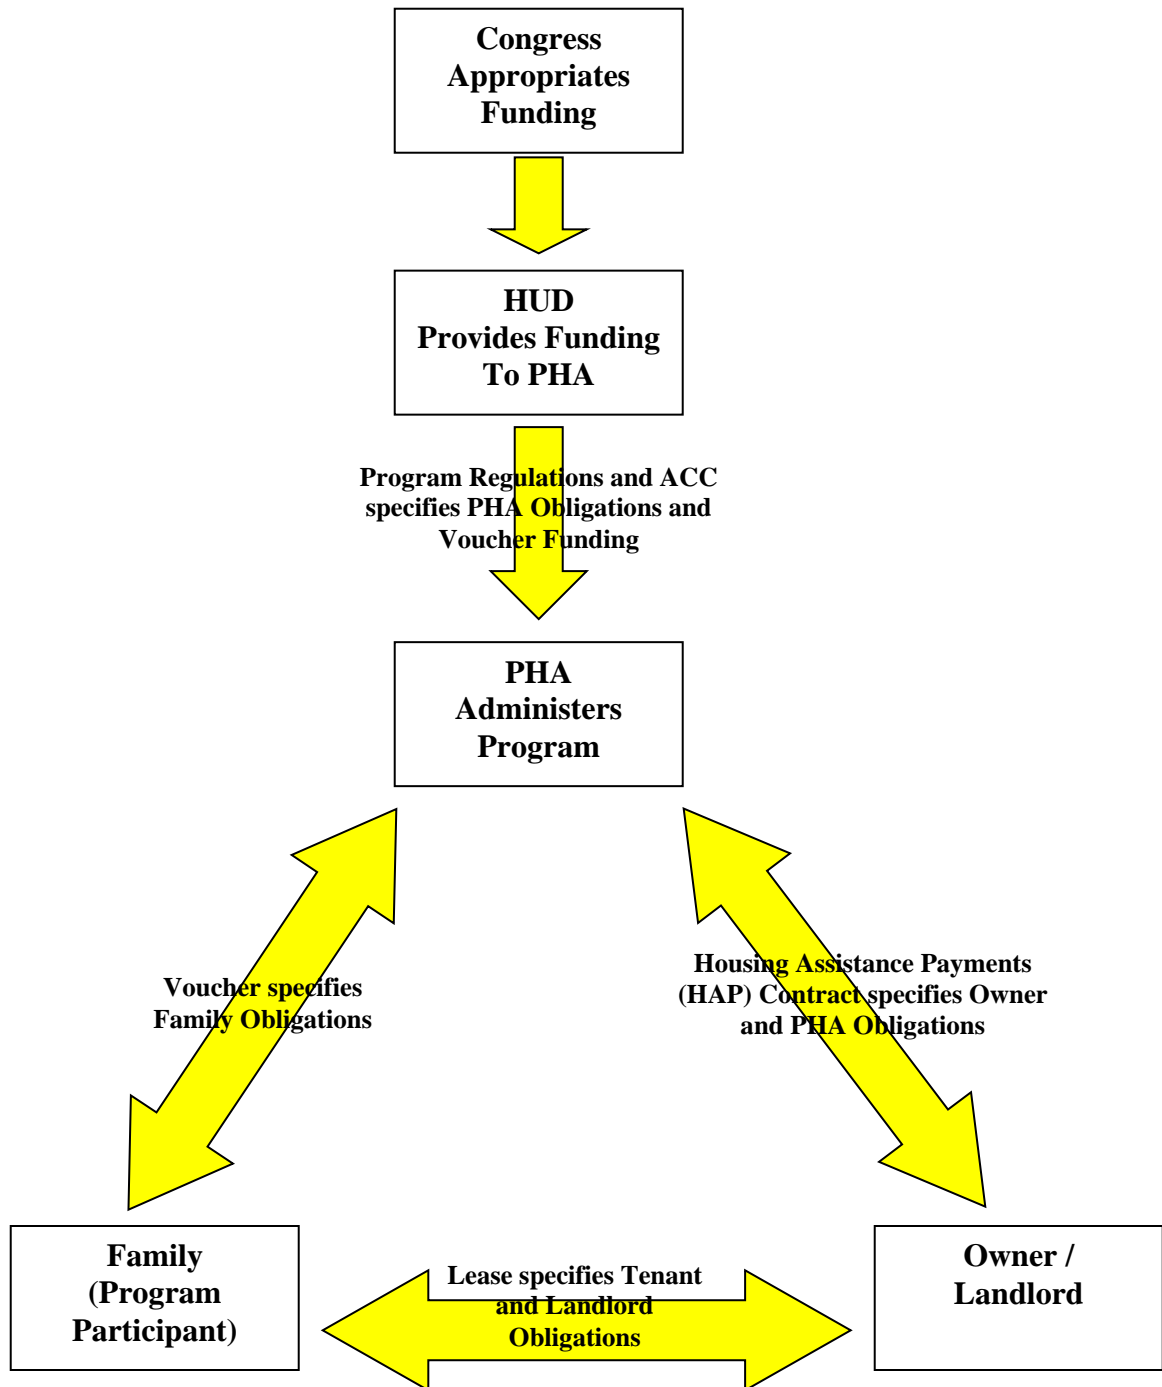 Congress
Appropriates
Funding
HUD
Provides Funding
To PHA
Program Regulations and ACC
specifies PHA Obligations and
Voucher Funding
PHA
Administers
Program
Voucher specifies
Family Obligations
Housing Assistance Payments
(HAP) Contract specifies Owner
and PHA Obligations
Family
(Program
Participant)
Lease specifies Tenant
and Landlord
Obligations
Owner /
Landlord